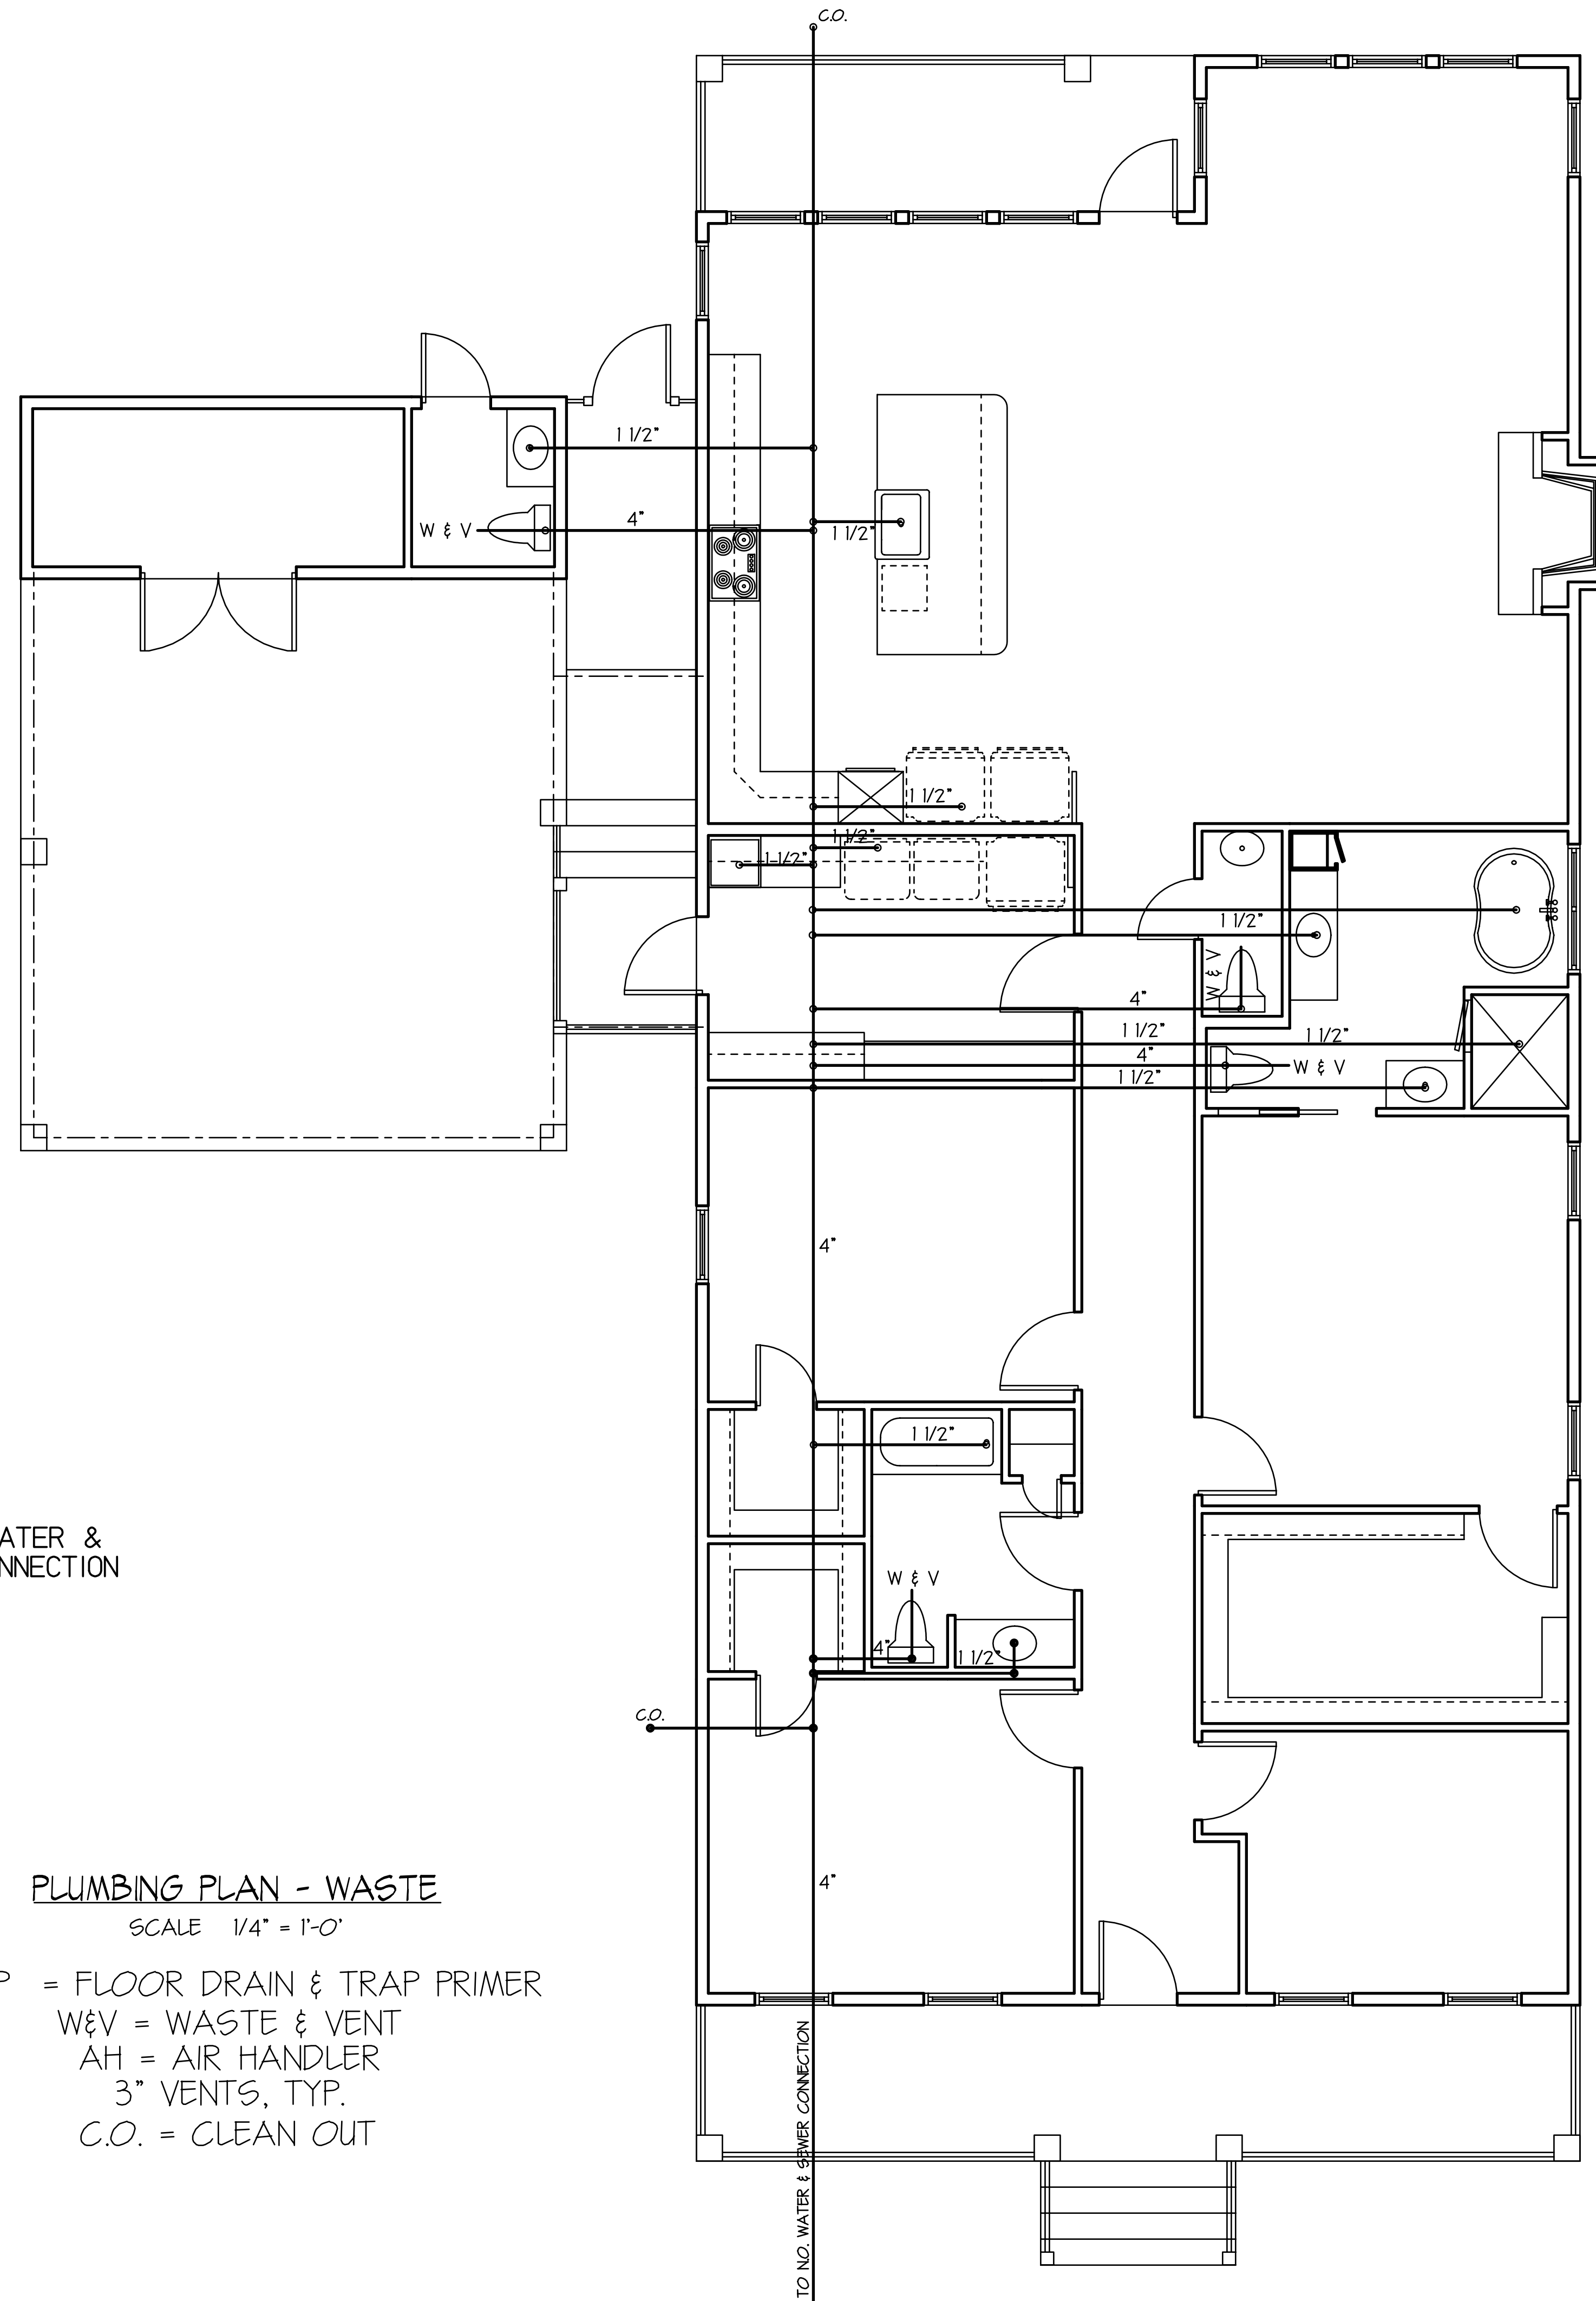 C.O.
1 1/2"
4"
W & V
1 1/2"
1 1/2"
1 1/2"
1 1/2"
1 1/2"
W & V
4"
1 1/2"
1 1/2"
4"
W & V
1 1/2"
4"
1 1/2"
ATER &
NNECTION
W & V
4"
1 1/2"
C.O.
4"
PLUMBING PLAN - WASTE
SCALE 1/4" = 1'-0'
P = FLOOR DRAIN & TRAP PRIMER
W&V = WASTE & VENT
AH = AIR HANDLER
3" VENTS, TYP.
C.O. = CLEAN OUT
TO N.O. WATER & SEWER CONNECTION